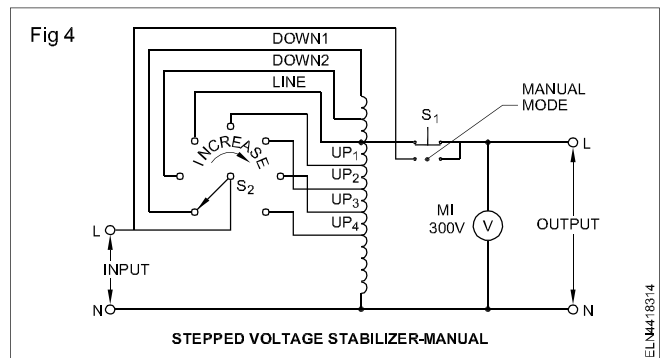 Fig 4
DOWN1
DOWN2
LINE
MANUAL
MODE
S1
L
INCREASE
UP1
UP2
S2
UP3
UP4
MI
300V
V
OUTPUT
L
INPUT
N
N
STEPPED VOLTAGE STABILIZER-MANUAL
ELN4418314